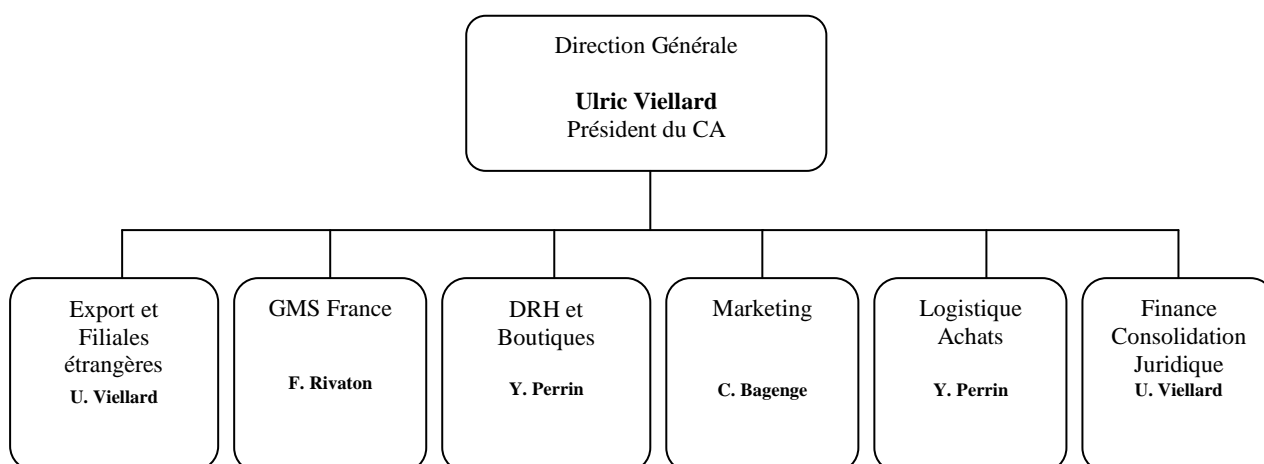 Direction Générale
Ulric Viellard
Président du CA
Export et
Filiales
étrangères
U. Viellard
GMS France
F. Rivaton
DRH et
Boutiques
Y. Perrin
Marketing
C. Bagenge
Logistique
Achats
Y. Perrin
Finance
Consolidation
Juridique
U. Viellard